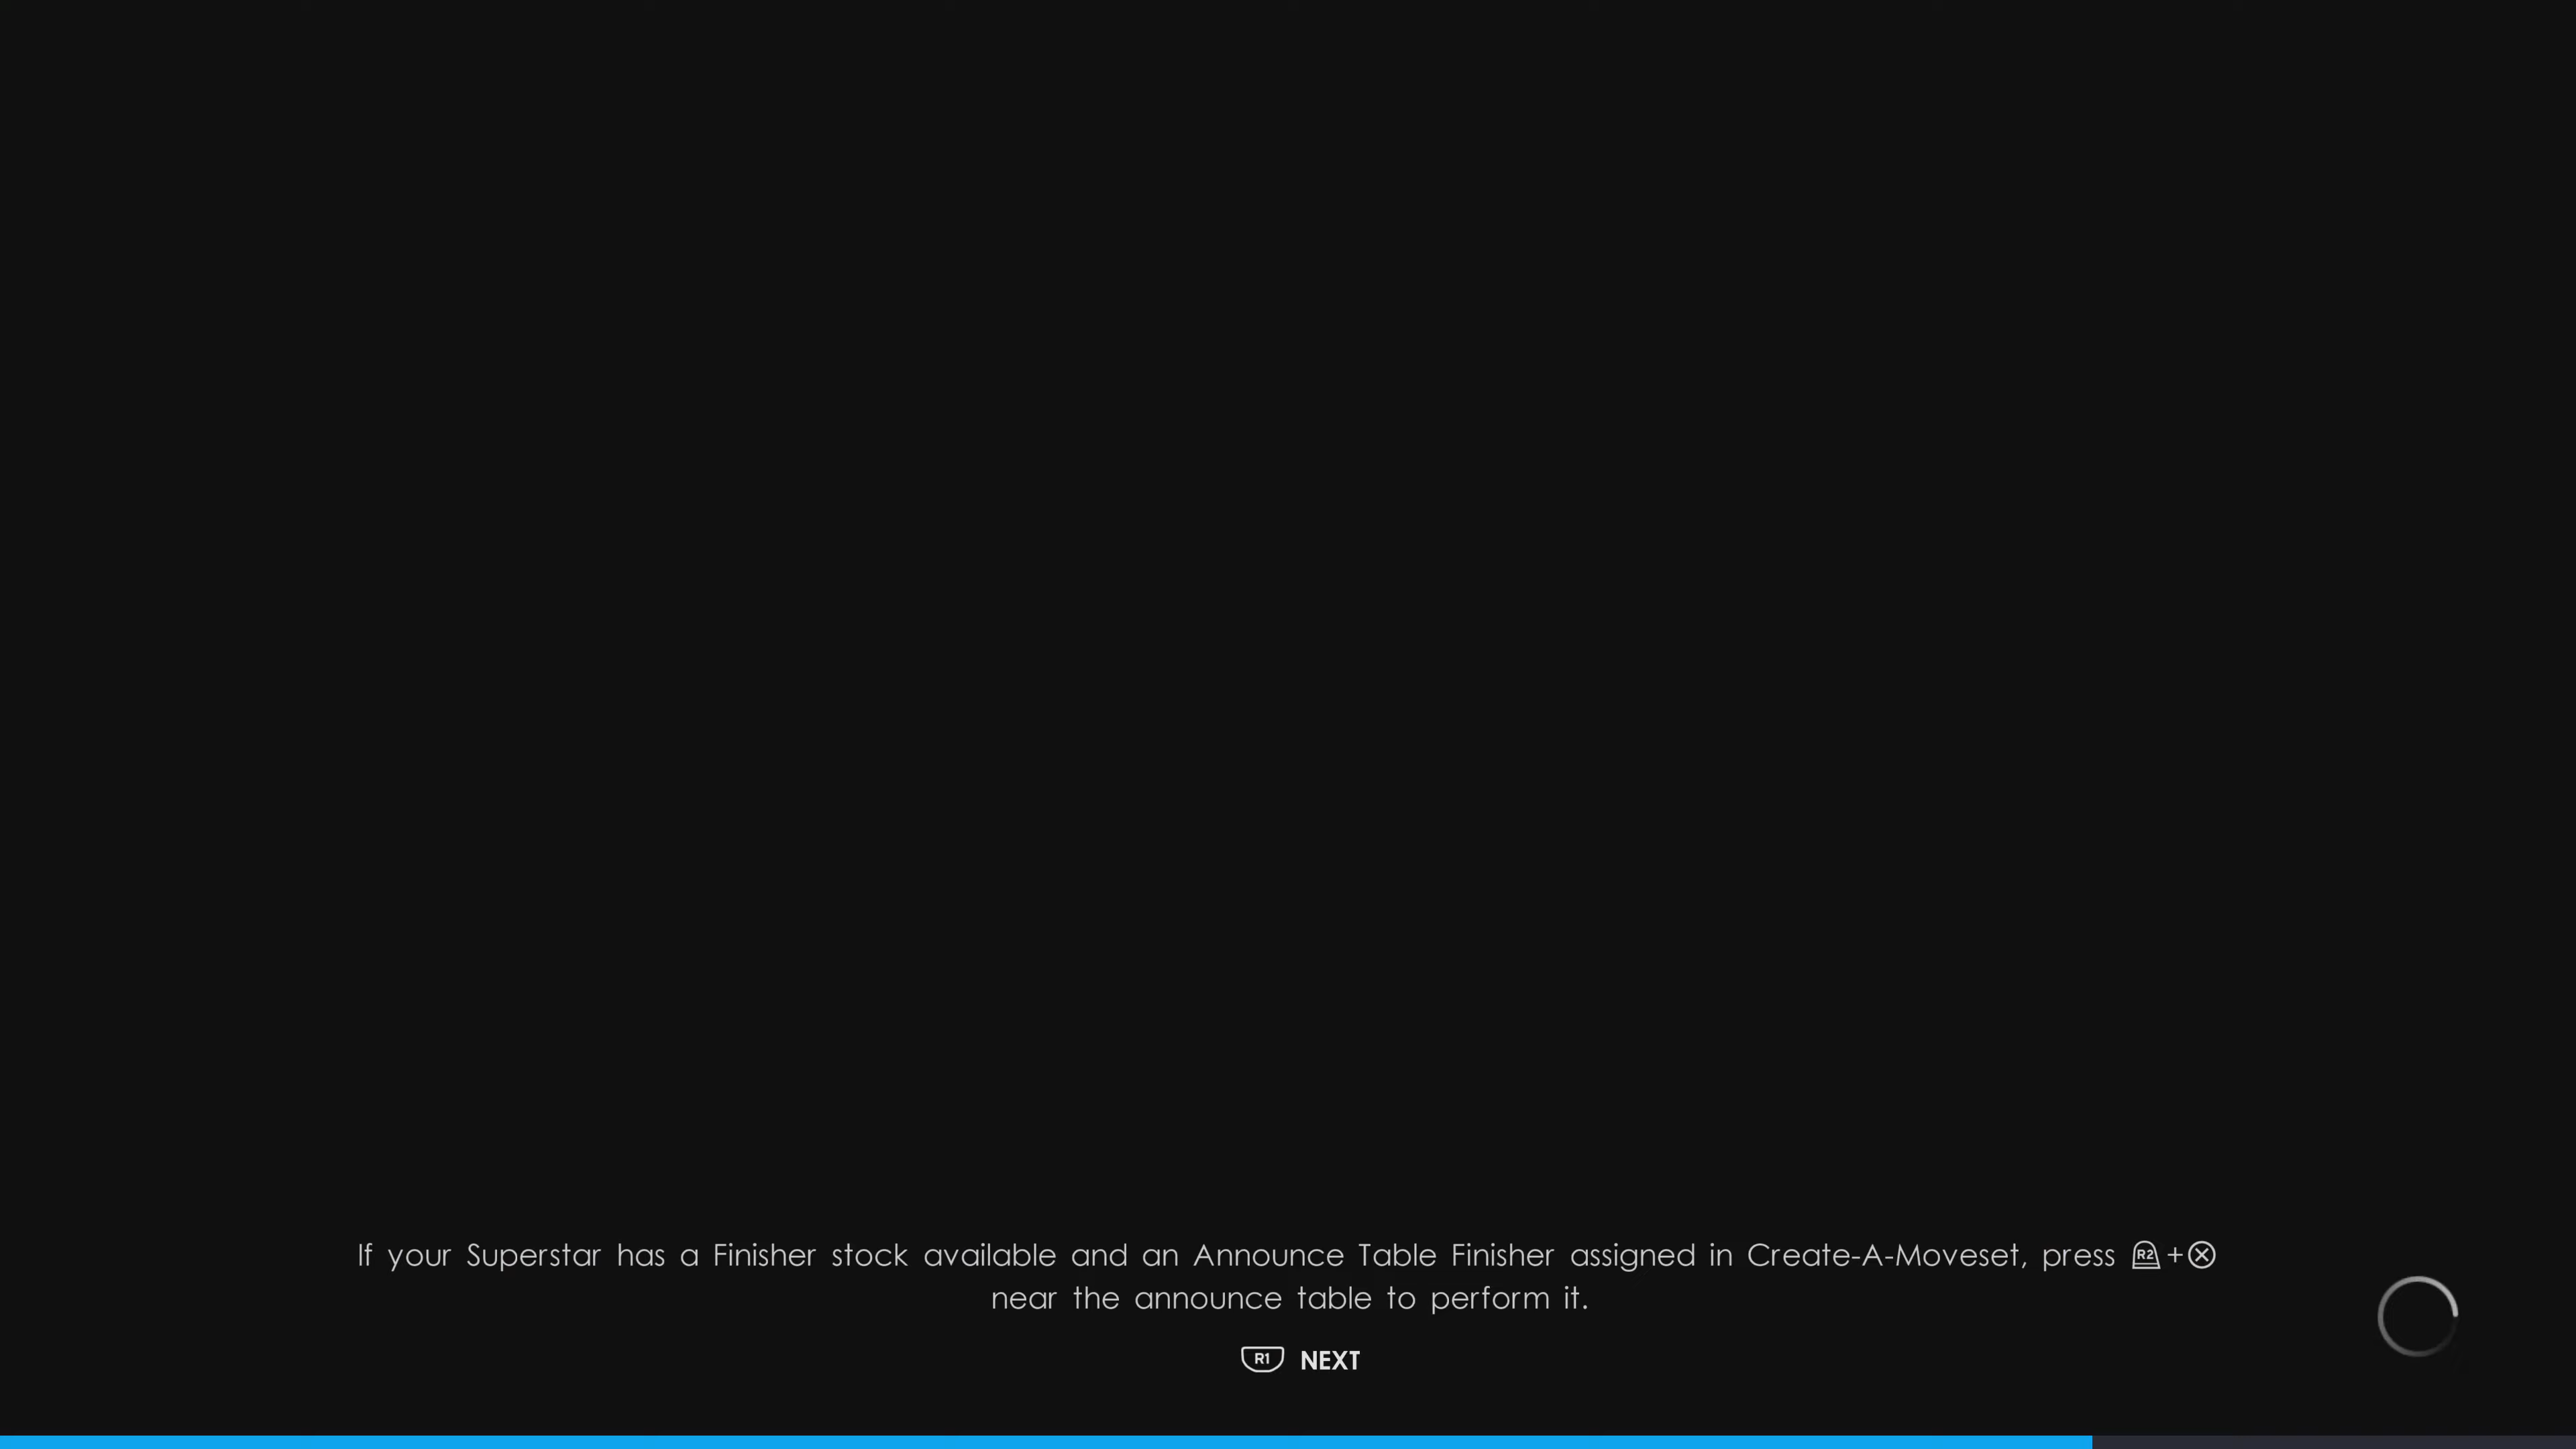 If your Superstar has a Finisher stock available and an Announce Table Finisher assigned in Create-A-Moveset, press R2+Ⓧ
near the announce table to perform it.
R1 NEXT